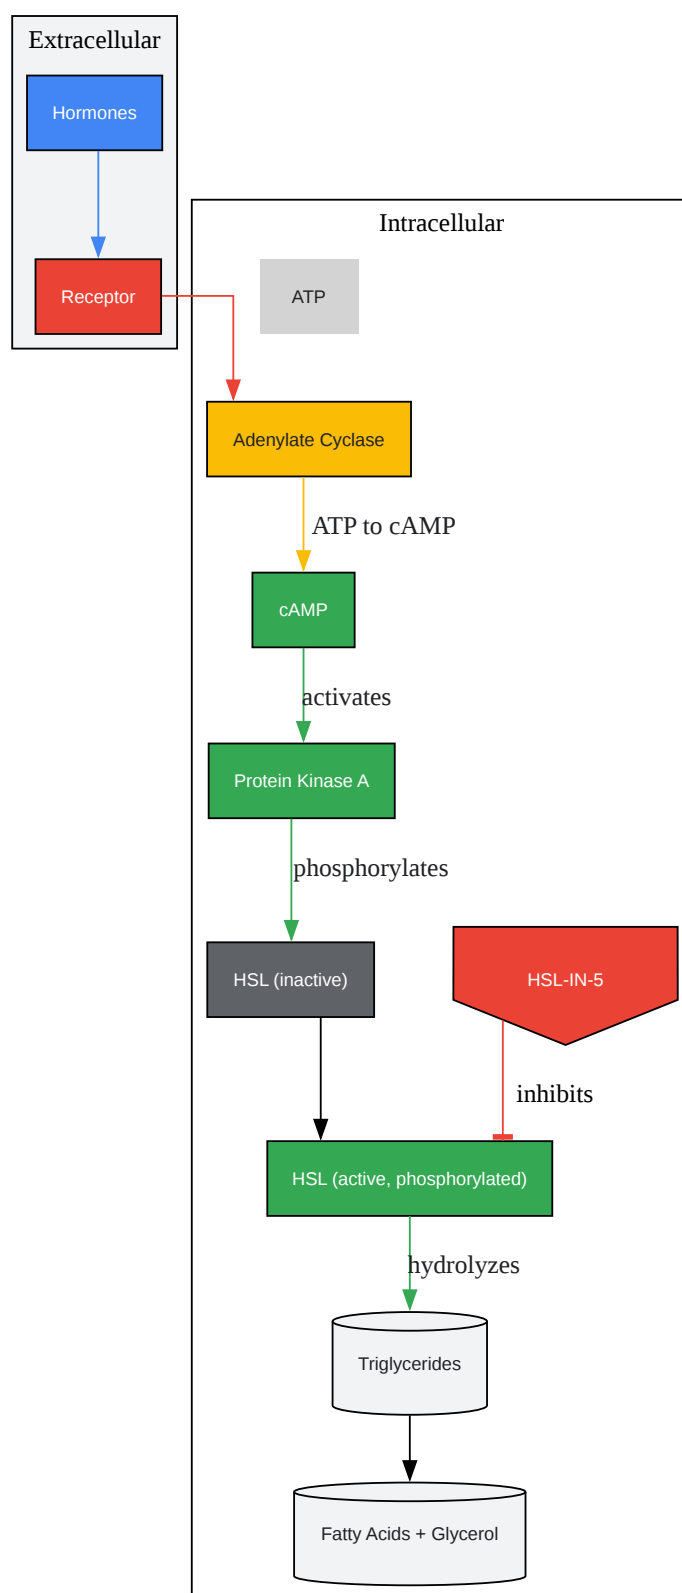 Extracellular
Hormones
Intracellular
Receptor
ATP
Adenylate Cyclase
ATP to cAMP
cAMP
activates
Protein Kinase A
phosphorylates
HSL (inactive)
HSL-IN-5
inhibits
HSL (active, phosphorylated)
hydrolyzes
Triglycerides
Fatty Acids + Glycerol